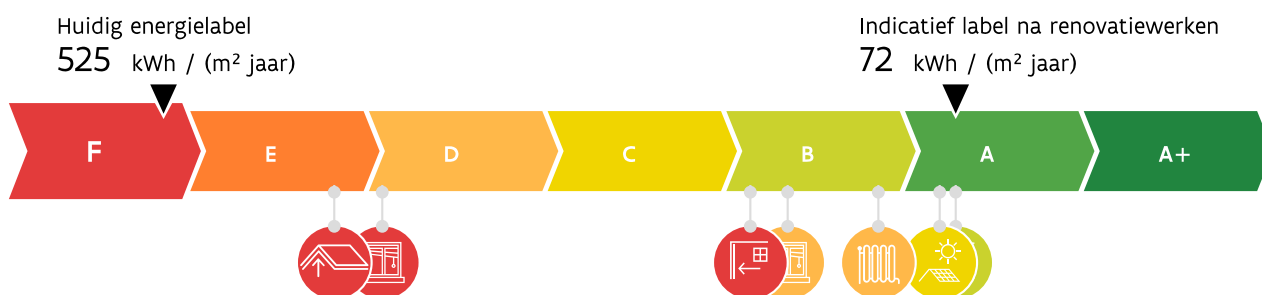 Huidig energielabel
525 kWh / (m² jaar)
Indicatief label na renovatiewerken
72 kWh / (m² jaar)
F
E
D
C
B
A
A+